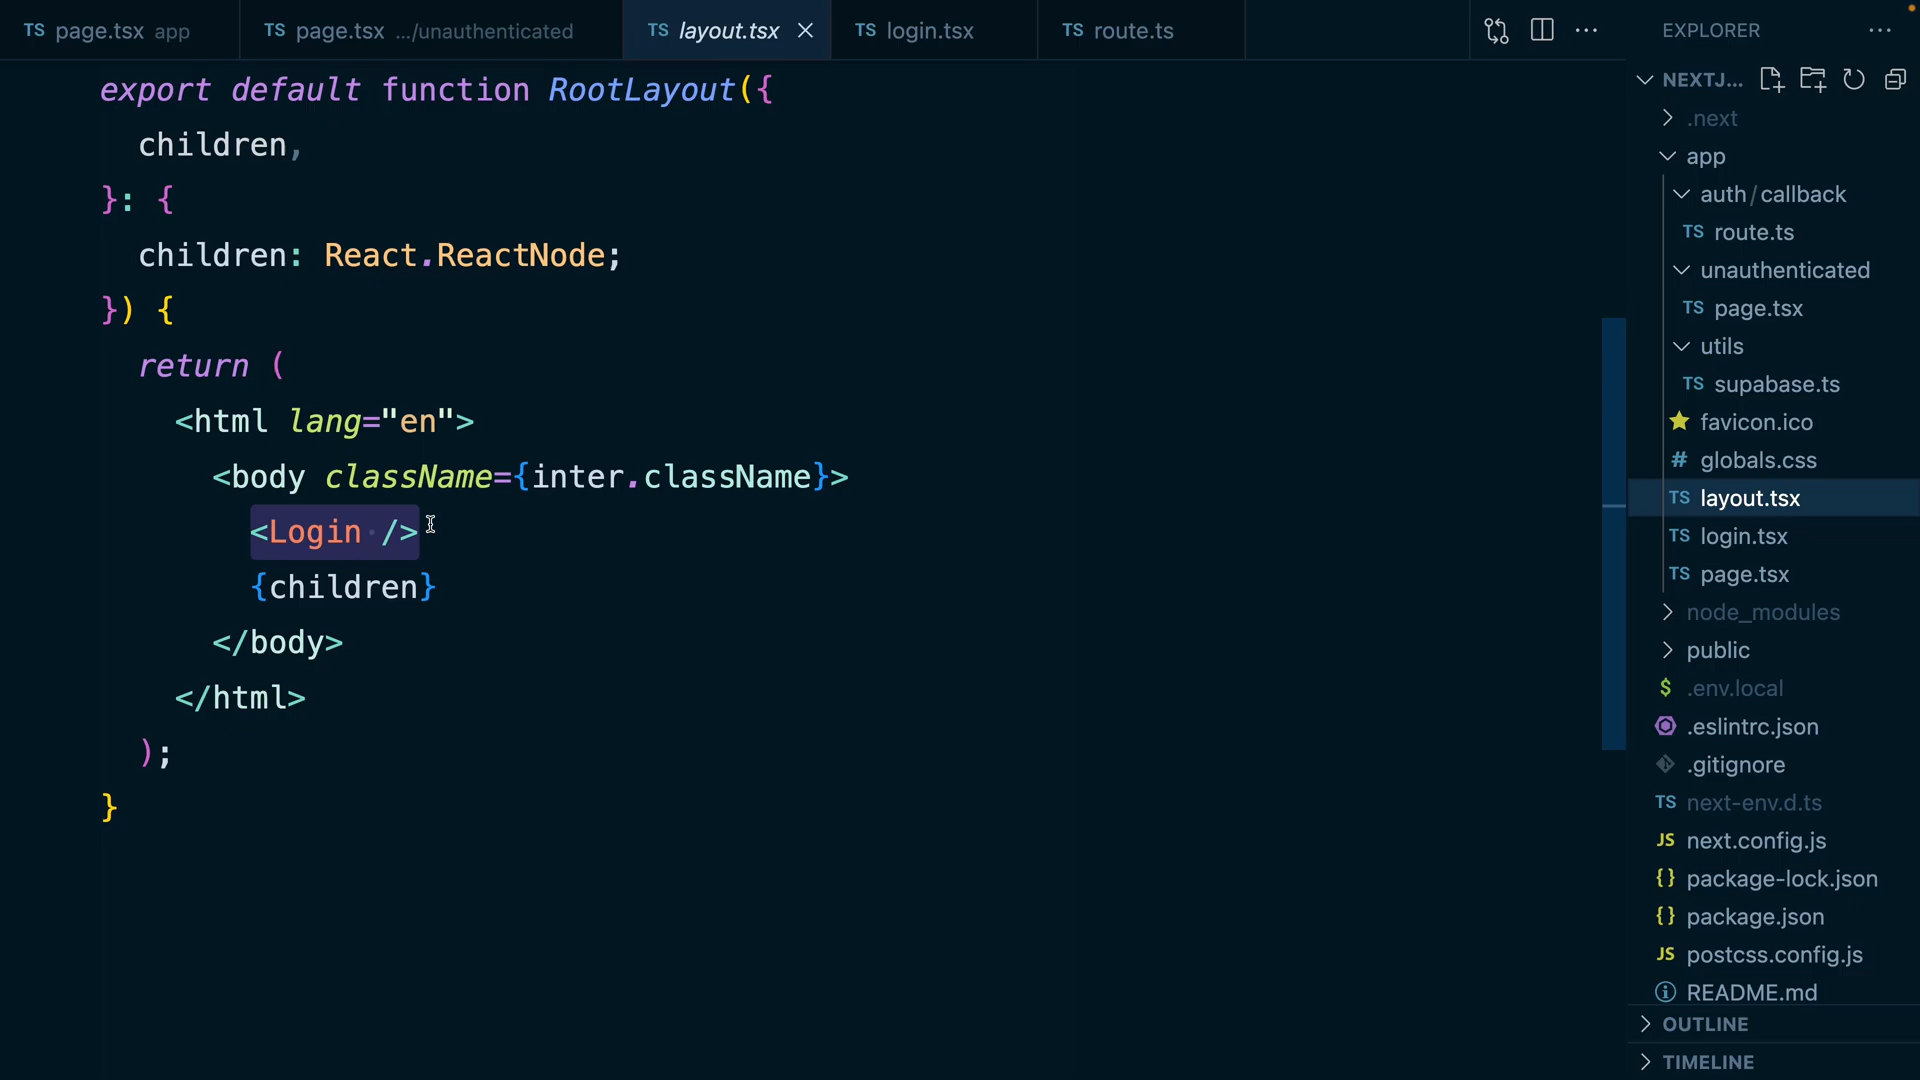 TS page.tsx app
TS page.tsx .../unauthenticated
TS layout.tsx
TS login.tsx
TS route.ts
export default function RootLayout({
children,
}: {
children: React.ReactNode;
}) {
return (
<html lang="en">
<body className={inter.className}>
<Login />
{children}
</body>
</html>
);
}
EXPLORER
NEXTJ...
.next
app
auth/callback
TS route.ts
unauthenticated
TS page.tsx
utils
TS supabase.ts
favicon.ico
# globals.css
TS layout.tsx
TS login.tsx
TS page.tsx
node_modules
public
$ .env.local
.eslintrc.json
.gitignore
TS next-env.d.ts
JS next.config.js
{} package-lock.json
{} package.json
JS postcss.config.js
README.md
OUTLINE
TIMELINE